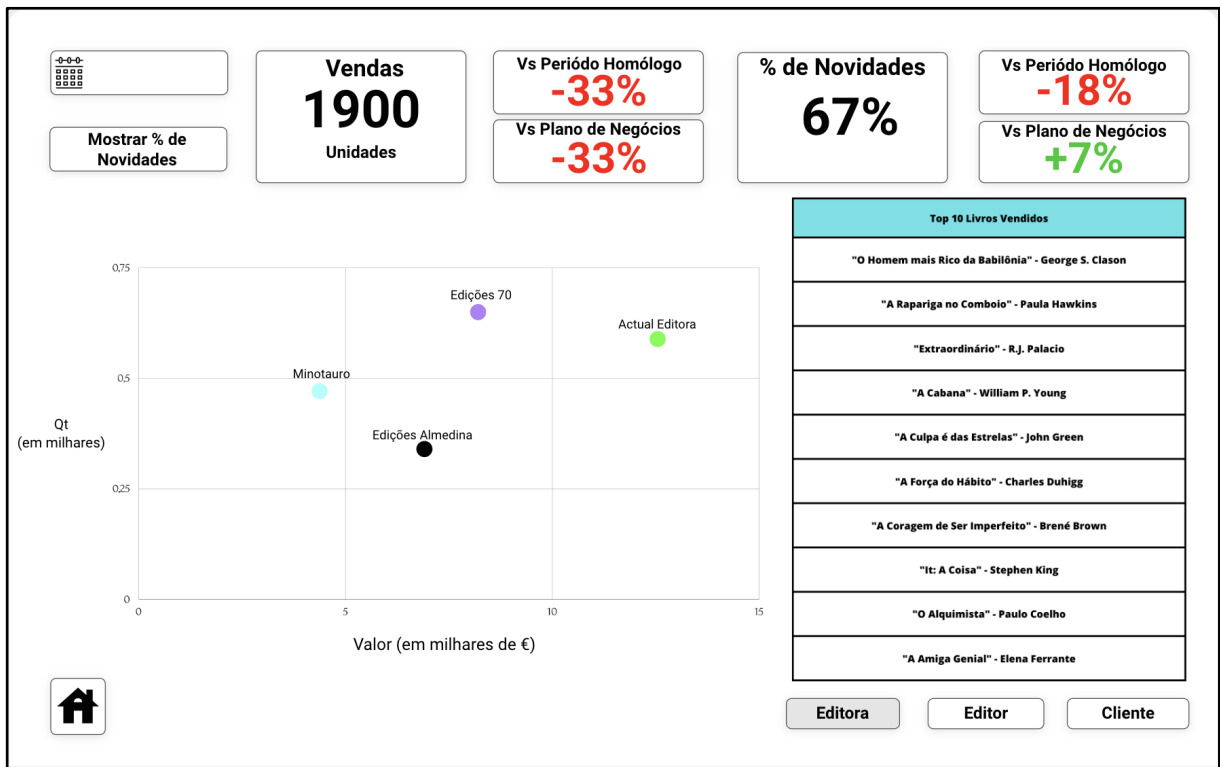 Mostrar % de
Novidades
Vendas
1900
Unidades
Vs Periódo Homólogo
-33%
Vs Plano de Negócios
-33%
% de Novidades
67%
Vs Periódo Homólogo
-18%
Vs Plano de Negócios
+7%
Qt
(em milhares)
0,75
0,5
0,25
0
0
5
10
15
Edições 70
Actual Editora
Minotauro
Edições Almedina
Valor (em milhares de €)
Top 10 Livros Vendidos
"O Homem mais Rico da Babilônia" - George S. Clason
"A Rapariga no Comboio" - Paula Hawkins
"Extraordinário" - R.J. Palacio
"A Cabana" - William P. Young
"A Culpa é das Estrelas" - John Green
"A Força do Hábito" - Charles Duhigg
"A Coragem de Ser Imperfeito" - Brené Brown
"It: A Coisa" - Stephen King
"O Alquimista" - Paulo Coelho
"A Amiga Genial" - Elena Ferrante
Editora
Editor
Cliente